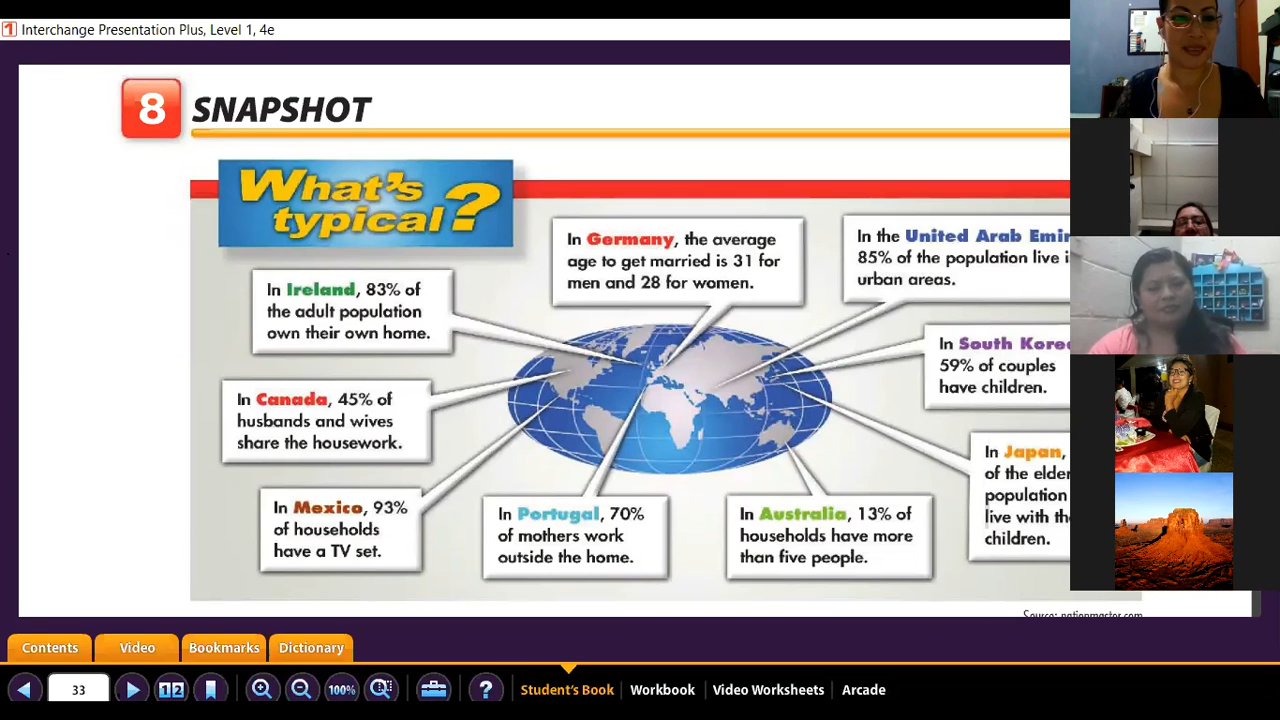 Interchange Presentation Plus, Level 1, 4e
8 SNAPSHOT
What's
typical?
In Germany, the average
age to get married is 31 for
men and 28 for women.
In the United Arab
85% of the population live
urban areas.
In Ireland, 83% of
the adult population
own their own home.
In South
59% of couples
have children.
In Canada, 45% of
husbands and wives
share the housework.
In Japan,
of the
population
live with
children.
In Mexico, 93%
of households
have a TV set.
In Portugal, 70%
of mothers work
outside the home.
In Australia, 13% of
households have more
than five people.
Source: nationmaster.com
Contents Video Bookmarks Dictionary
33 1 2 100% ? Student's Book Workbook Video Worksheets Arcade